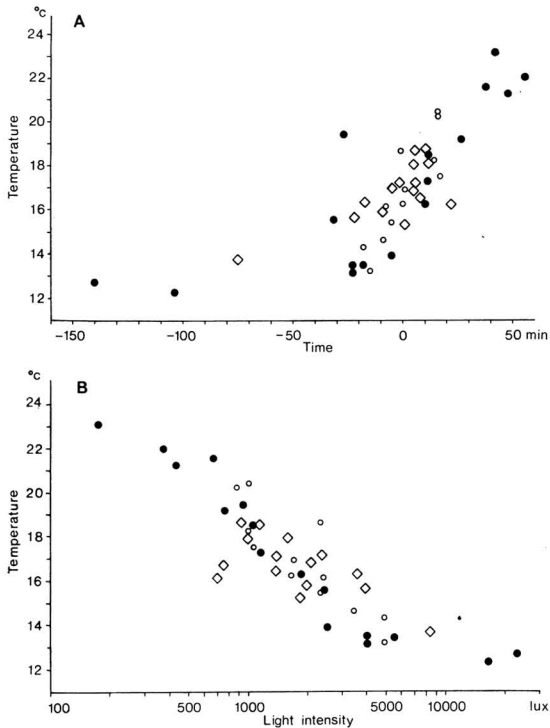 °C
A
24
22
20
18
16
14
12
Temperature
−150
−100
−50
0
50 min
Time
°C
B
24
22
20
18
16
14
12
Temperature
100
500
1000
5000
10000
lux
Light intensity